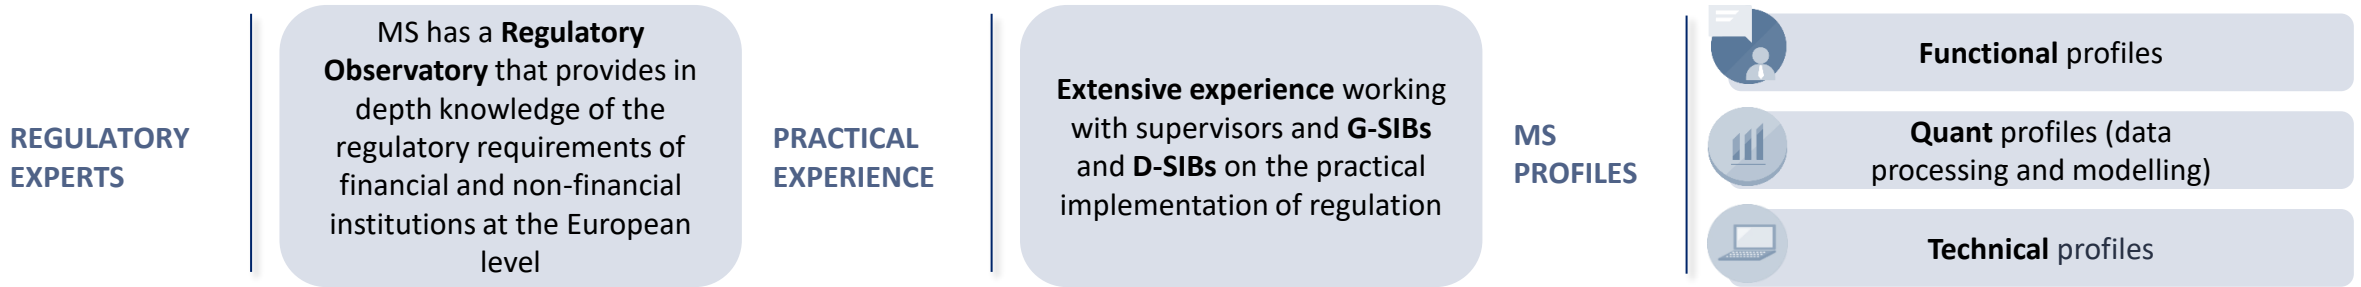 REGULATORY
EXPERTS
MS has a Regulatory
Observatory that provides in
depth knowledge of the
regulatory requirements of
financial and non-financial
institutions at the European
level
PRACTICAL
EXPERIENCE
Extensive experience working
with supervisors and G-SIBs
and D-SIBs on the practical
implementation of regulation
MS
PROFILES
Functional profiles
Quant profiles (data
processing and modelling)
Technical profiles